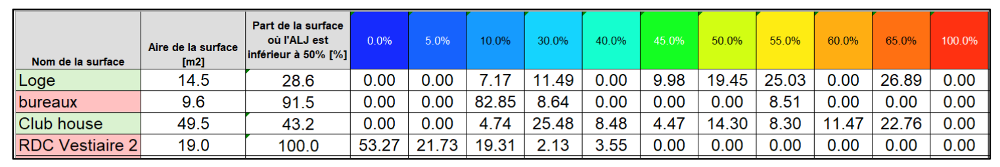 Nom de la surface Aire de la surface [m2] Part de la surface où l'ALJ est inférieur à 50% [%] 0.0% 5.0% 10.0% 30.0% 40.0% 45.0% 50.0% 55.0% 60.0% 65.0% 100.0%
Loge 14.5 28.6 0.00 0.00 7.17 11.49 0.00 9.98 19.45 25.03 0.00 26.89 0.00
bureaux 9.6 91.5 0.00 0.00 82.85 8.64 0.00 0.00 0.00 8.51 0.00 0.00 0.00
Club house 49.5 43.2 0.00 0.00 4.74 25.48 8.48 4.47 14.30 8.30 11.47 22.76 0.00
RDC Vestiaire 2 19.0 100.0 53.27 21.73 19.31 2.13 3.55 0.00 0.00 0.00 0.00 0.00 0.00